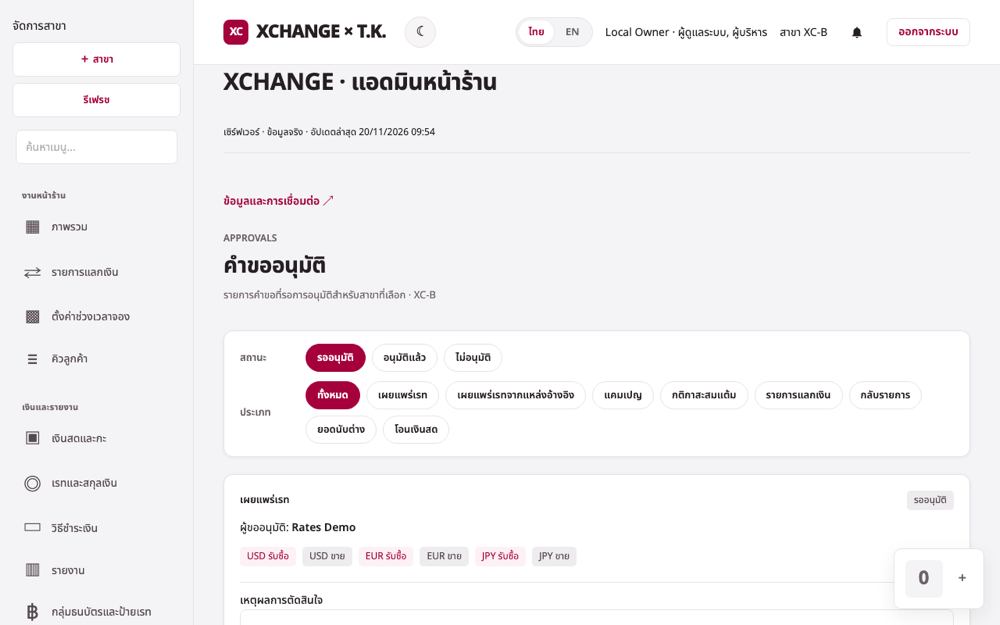 จัดการสาขา
+ สาขา
รีเฟรช
ค้นหาเมนู...
งานหน้าร้าน
ภาพรวม
รายการแลกเงิน
ตั้งค่าช่วงเวลาจอง
คิวลูกค้า
เงินและรายงาน
เงินสดและกะ
เรทและสกุลเงิน
วิธีชำระเงิน
รายงาน
กลุ่มธนบัตรและป้ายเรท
XC XCHANGE × T.K.
ไทย EN Local Owner · ผู้ดูแลระบบ, ผู้บริหาร สาขา XC-B ออกจากระบบ
XCHANGE · แอดมินหน้าร้าน
เซิร์ฟเวอร์ · ข้อมูลจริง · อัปเดตล่าสุด 20/11/2026 09:54
ข้อมูลและการเชื่อมต่อ ↗
APPROVALS
คำขออนุมัติ
รายการคำขอที่รอการอนุมัติสำหรับสาขาที่เลือก · XC-B
สถานะ รออนุมัติ อนุมัติแล้ว ไม่อนุมัติ
ประเภท ทั้งหมด เผยแพร่เรท เผยแพร่เรทจากแหล่งอ้างอิง แคมเปญ กติกาสะสมแต้ม รายการแลกเงิน กลับรายการ
ยอดนับต่าง โอนเงินสด
เผยแพร่เรท รออนุมัติ
ผู้ขออนุมัติ: Rates Demo
USD รับซื้อ USD ขาย EUR รับซื้อ EUR ขาย JPY รับซื้อ JPY ขาย
เหตุผลการตัดสินใจ
0 +